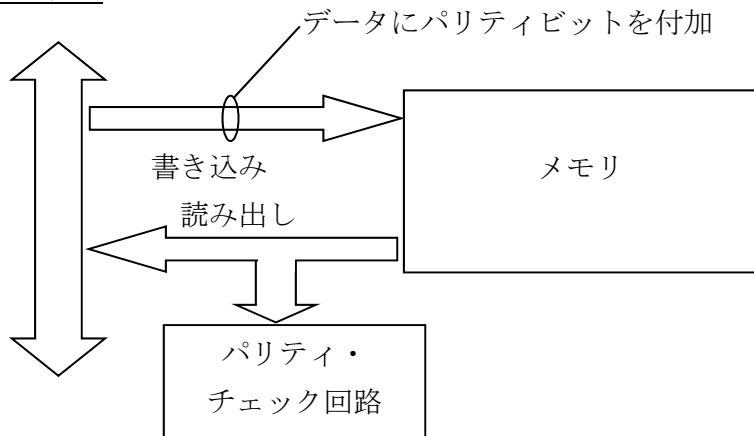 データにパリティビットを付加
書き込み
メモリ
読み出し
パリティ・
チェック回路